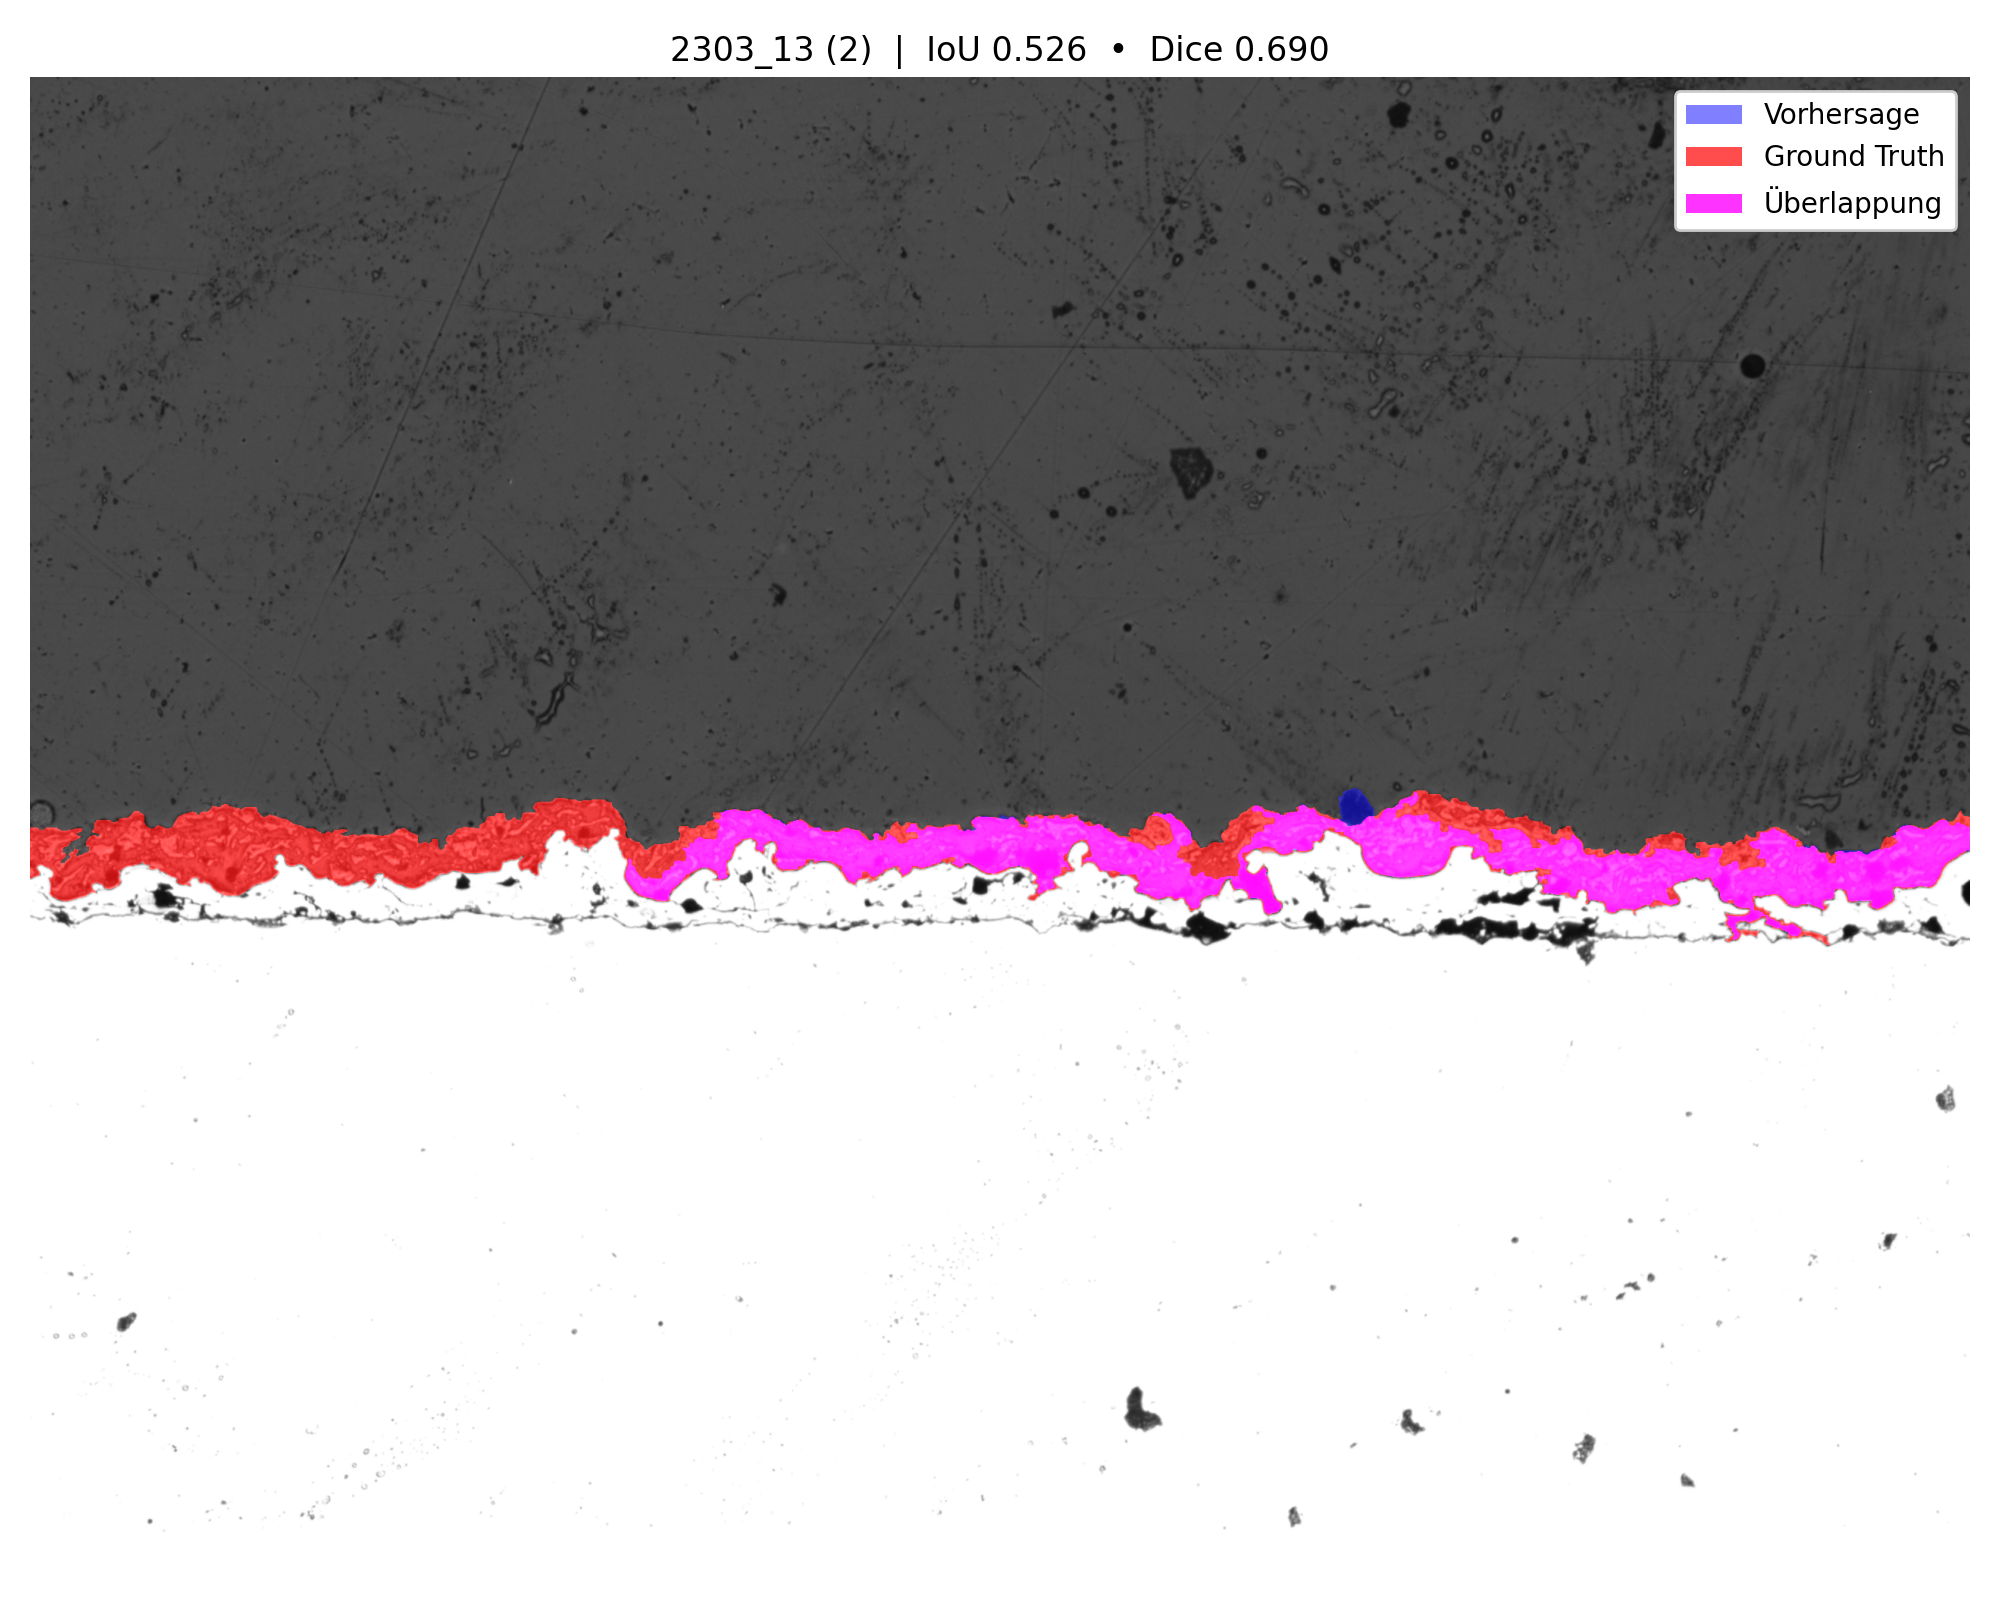 2303_13 (2) | IoU 0.526 • Dice 0.690
Vorhersage
Ground Truth
Überlappung